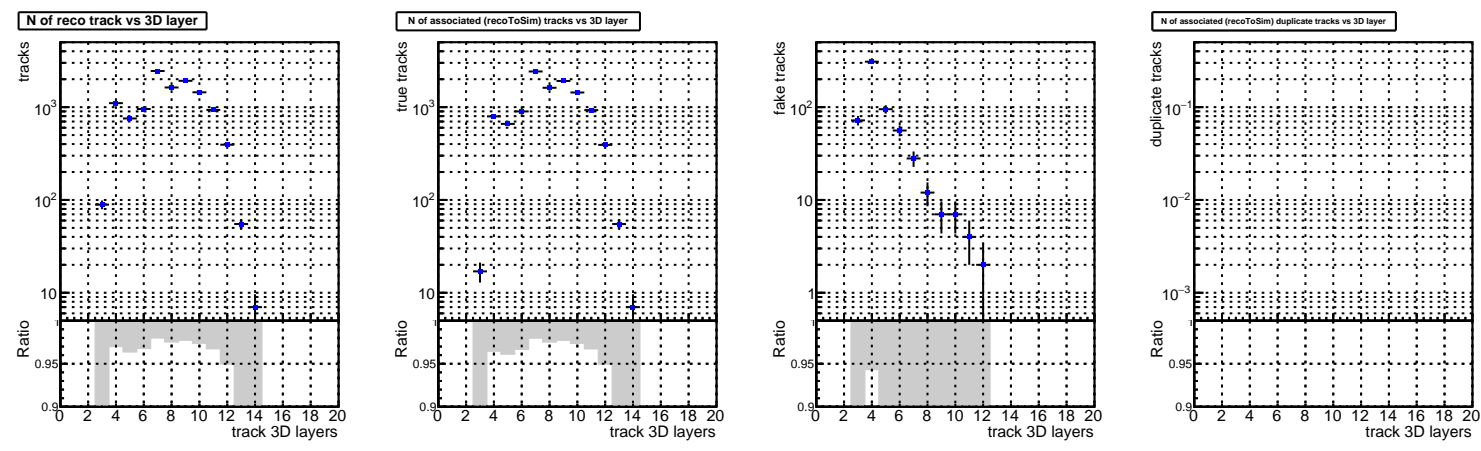 N of reco track vs 3D layer
tracks
10³
10²
10
Ratio
1
0.95
0.9
0 2 4 6 8 10 12 14 16 18 20
track 3D layers
N of associated (recoToSim) tracks vs 3D layer
true tracks
10³
10²
10
Ratio
1
0.95
0.9
0 2 4 6 8 10 12 14 16 18 20
track 3D layers
fake tracks
10²
10
1
Ratio
1
0.95
0.9
0 2 4 6 8 10 12 14 16 18 20
track 3D layers
N of associated (recoToSim) duplicate tracks vs 3D layer
duplicate tracks
10⁻¹
10⁻²
10⁻³
Ratio
1
0.95
0.9
0 2 4 6 8 10 12 14 16 18 20
track 3D layers